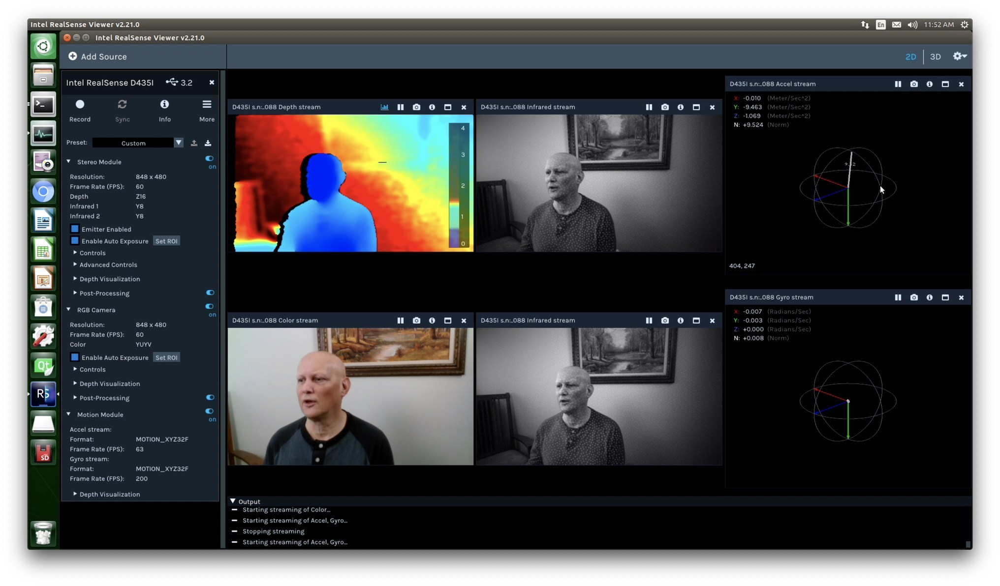 Intel RealSense Viewer v2.21.0
En 11:52 AM
Intel RealSense Viewer v2.21.0
Add Source
2D 3D
Intel RealSense D435I 3.2
Record Sync Info More
Preset: Custom
Stereo Module on
Resolution: 848 x 480
Frame Rate (FPS): 60
Depth Z16
Infrared 1 Y8
Infrared 2 Y8
Emitter Enabled
Enable Auto Exposure Set ROI
Controls
Advanced Controls
Depth Visualization
Post-Processing
RGB Camera on
Resolution: 848 x 480
Frame Rate (FPS): 60
Color YUYV
Enable Auto Exposure Set ROI
Controls
Depth Visualization
Post-Processing
Motion Module on
Accel stream:
Format: MOTION_XYZ32F
Frame Rate (FPS): 63
Gyro stream:
Format: MOTION_XYZ32F
Frame Rate (FPS): 200
Depth Visualization
Qt
RS
SD
D435I s.n:..088 Depth stream
4
3
2
1
0
D435I s.n:..088 Infrared stream
D435I s.n:..088 Accel stream
X: -0.010 (Meter/Sec^2)
Y: -9.463 (Meter/Sec^2)
Z: -1.069 (Meter/Sec^2)
N: +9.524 (Norm)
404, 247
D435I s.n:..088 Color stream
D435I s.n:..088 Infrared stream
D435I s.n:..088 Gyro stream
X: -0.007 (Radians/Sec)
Y: -0.003 (Radians/Sec)
Z: +0.000 (Radians/Sec)
N: +0.008 (Norm)
Output
Starting streaming of Color...
Starting streaming of Accel, Gyro...
Stopping streaming
Starting streaming of Accel, Gyro...